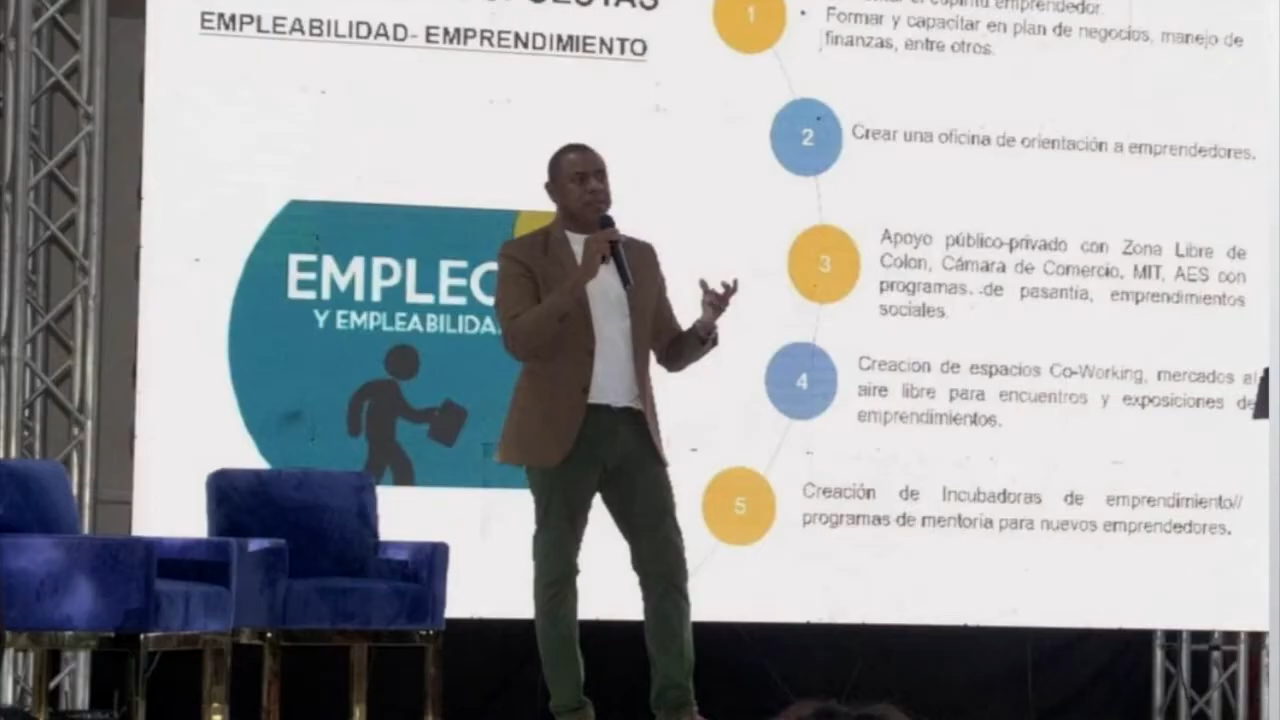 EMPLEABILIDAD- EMPRENDIMIENTO
EMPLEO
Y EMPLEABILIDA
1
emprendedor.
• Formar y capacitar en plan de negocios, manejo de
finanzas, entre otros.
2
Crear una oficina de orientación a emprendedores.
3
Apoyo público-privado con Zona Libre de
Colon, Cámara de Comercio, MIT, AES con
programas. .de pasantía, emprendimientos
sociales.
4
Creacion de espacios Co-Working, mercados al
aire libre para encuentros y exposiciones de
emprendimientos.
5
Creación de Incubadoras de emprendimiento//
programas de mentoria para nuevos emprendedores.